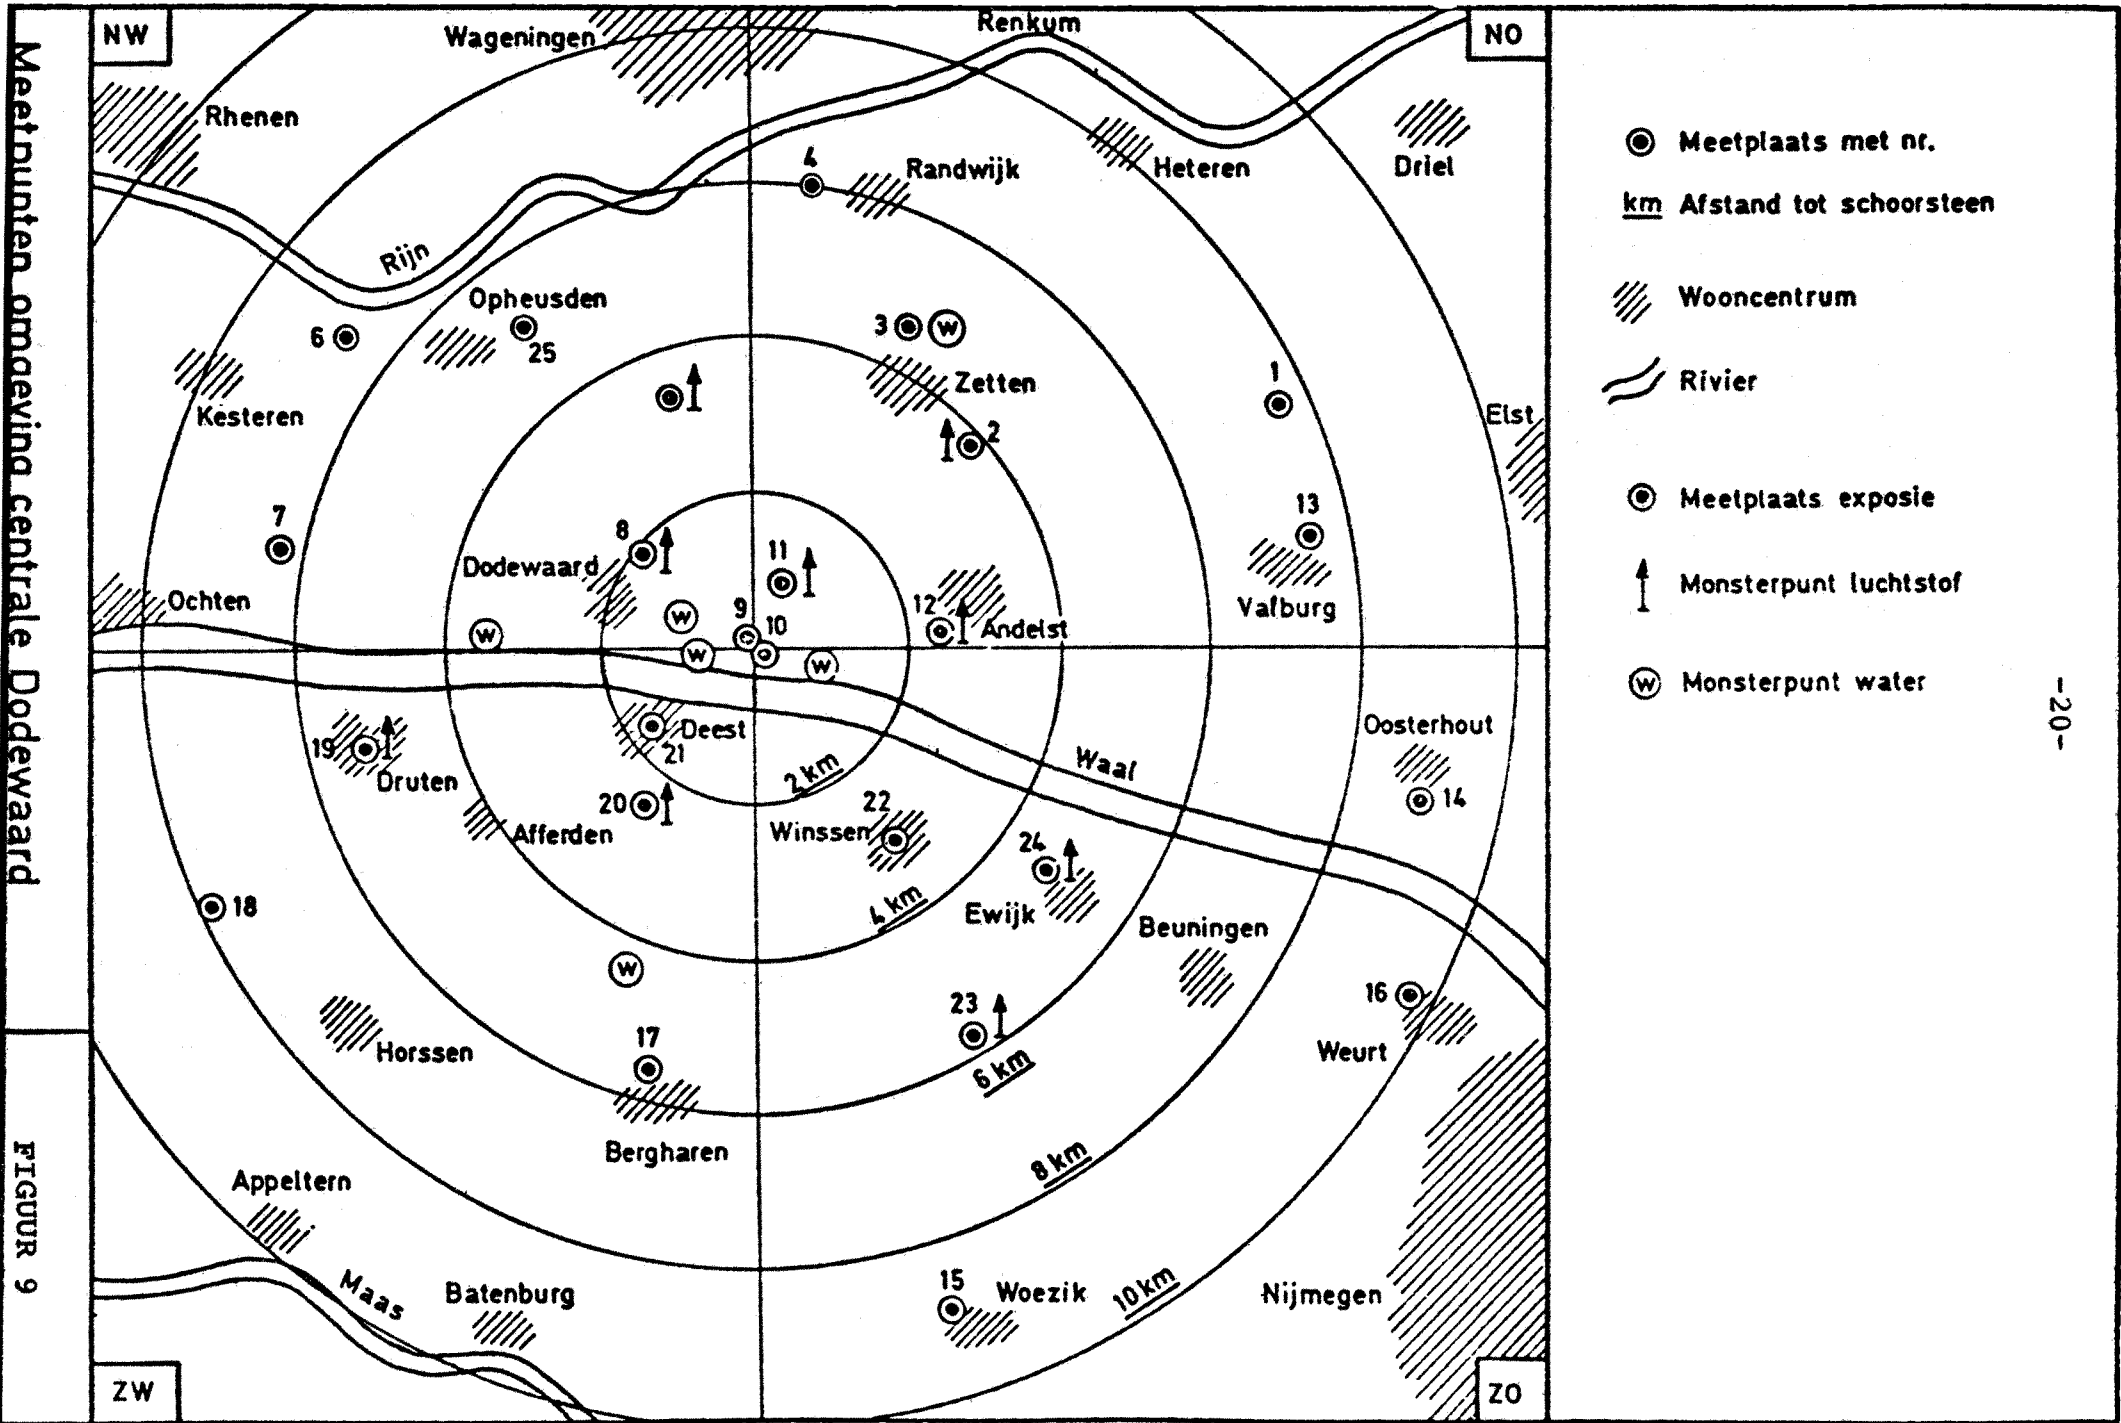 Meetpunten omgeving centrale Dodewaard
FIGUUR 9
NW
Wageningen
Renkum
NO
Rhenen
4
Randwijk
Heteren
Driel
Rijn
Opheusden
25
6
3
W
Zetten
1
Kesteren
Elst
2
7
8
13
Dodewaard
11
Ochten
W
W
9
10
12
Andelst
Valburg
W
W
Deest
21
Oosterhout
19
Druten
Waal
2 km
14
20
22
Afferden
Winssen
24
4 km
Ewijk
18
Beuningen
W
23
16
17
Horssen
6 km
Weurt
Bergharen
8 km
Appeltern
Maas
Batenburg
15
Woezik
10 km
Nijmegen
ZW
ZO
Meetplaats met nr.
km Afstand tot schoorsteen
Wooncentrum
Rivier
Meetplaats exposie
Monsterpunt luchtstof
W Monsterpunt water
-20-